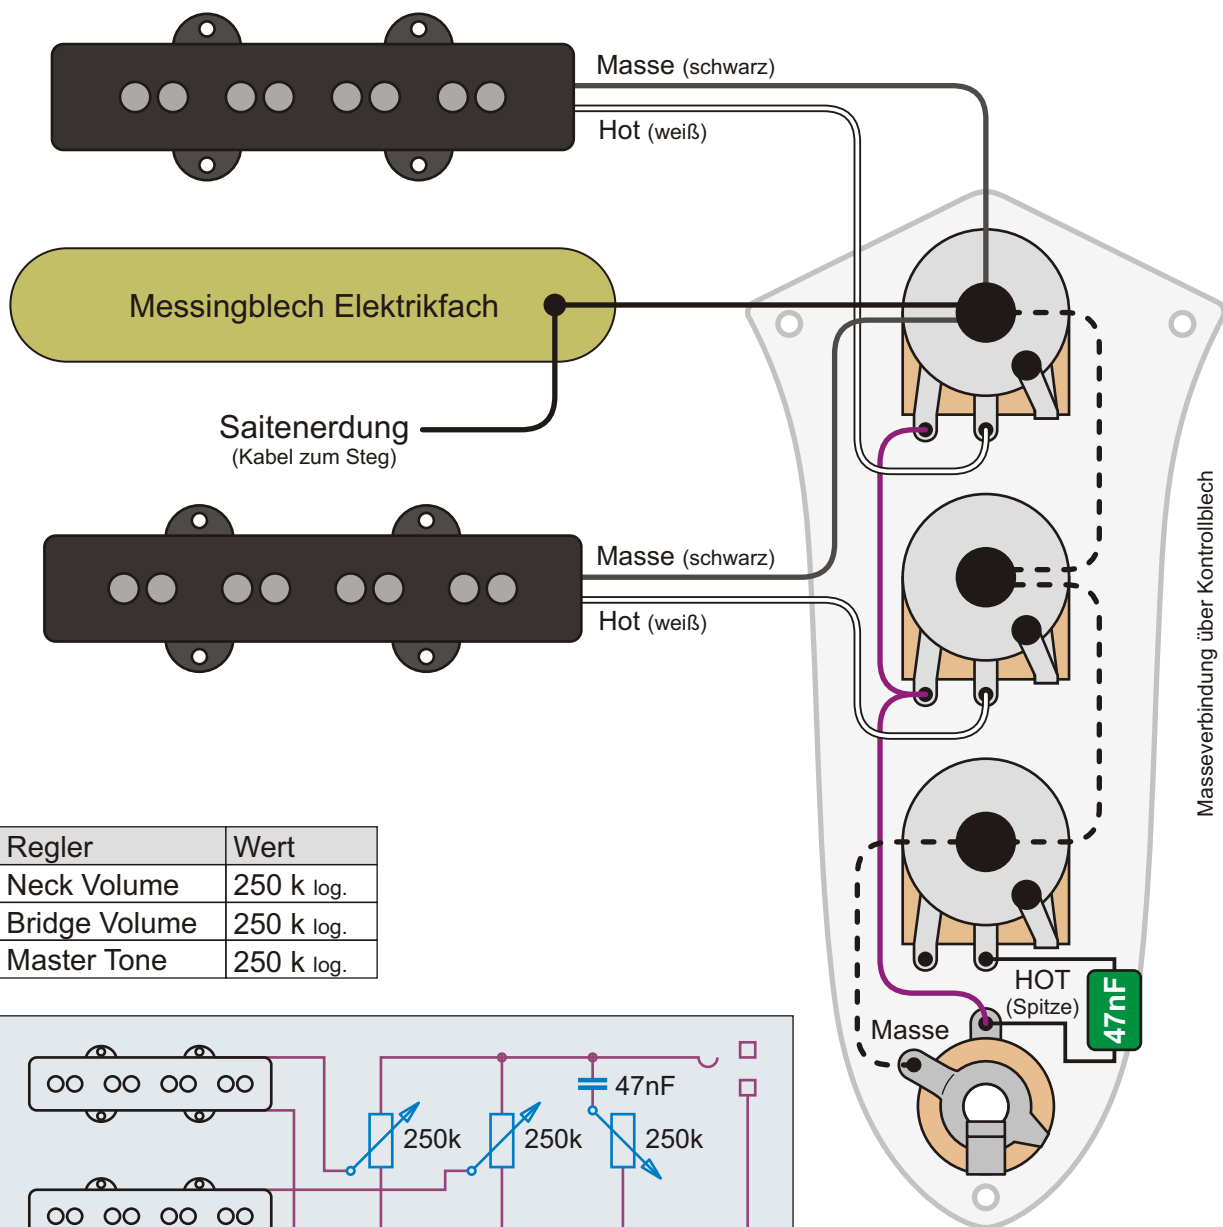 Masse (schwarz)
Hot (weiß)
Messingblech Elektrikfach
Saitenerdung
(Kabel zum Steg)
Masse (schwarz)
Hot (weiß)
Masseverbindung über Kontrollblech
Regler Wert
Neck Volume 250 k log.
Bridge Volume 250 k log.
Master Tone 250 k log.
HOT
(Spitze)
47nF
Masse
47nF
250k 250k 250k